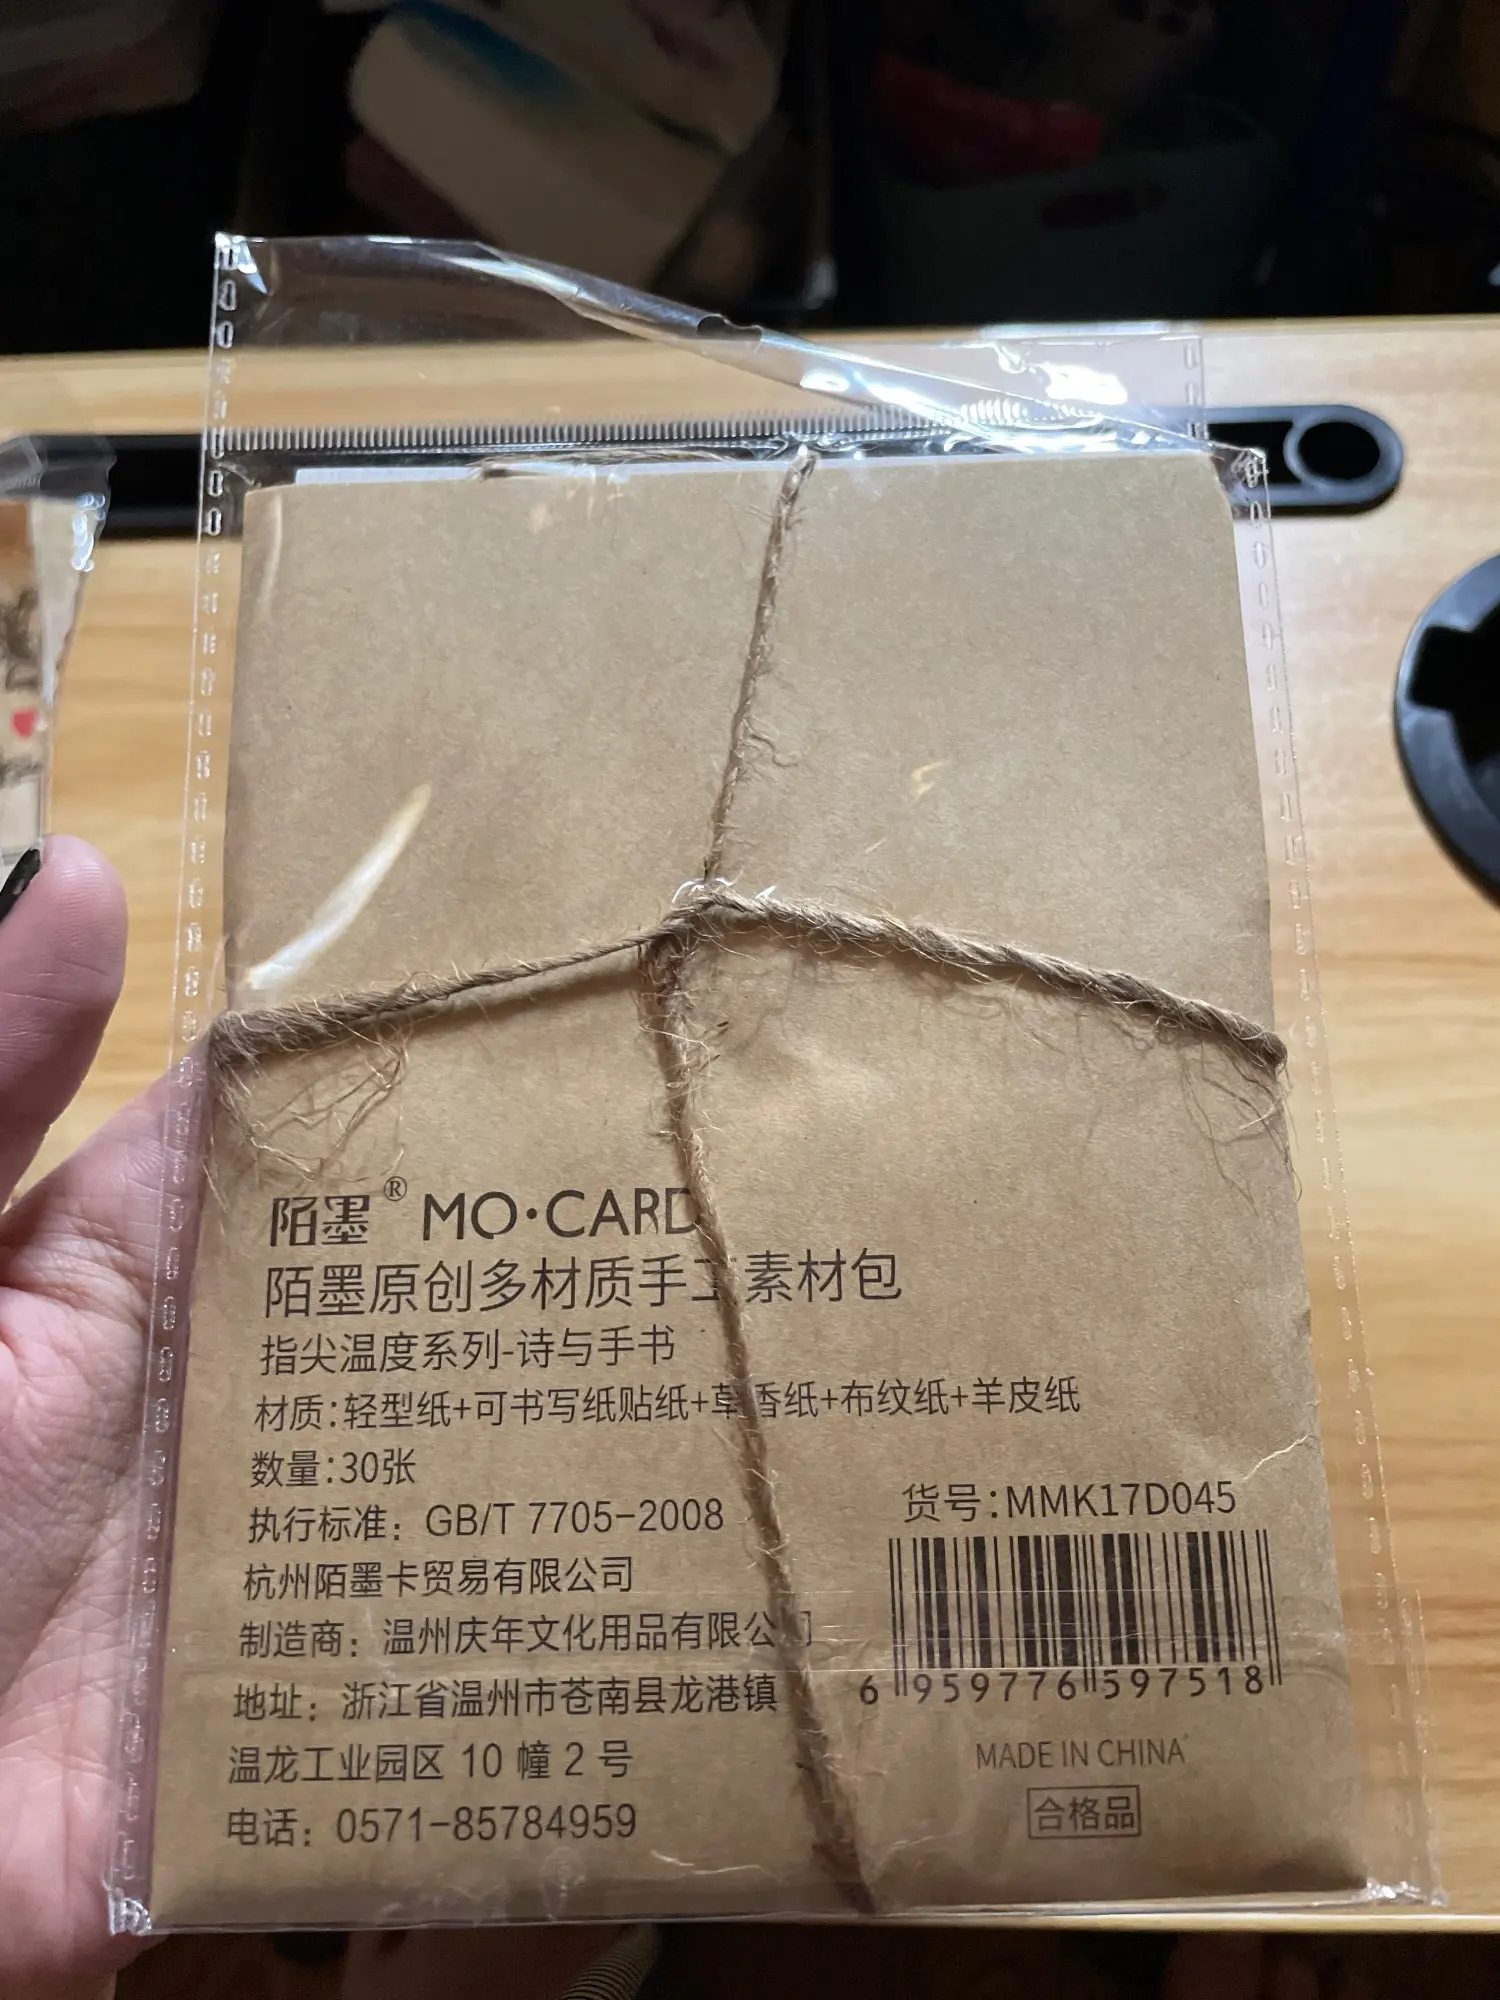 陌墨® MO·CARD
陌墨原创多材质手工素材包
指尖温度系列-诗与手书
材质:轻型纸+可书写纸贴纸+草香纸+布纹纸+羊皮纸
数量:30张
执行标准：GB/T 7705-2008
杭州陌墨卡贸易有限公司
制造商：温州庆年文化用品有限公司
地址：浙江省温州市苍南县龙港镇
温龙工业园区 10 幢 2 号
电话：0571-85784959
货号:MMK17D045
6 959776 597518
MADE IN CHINA
合格品